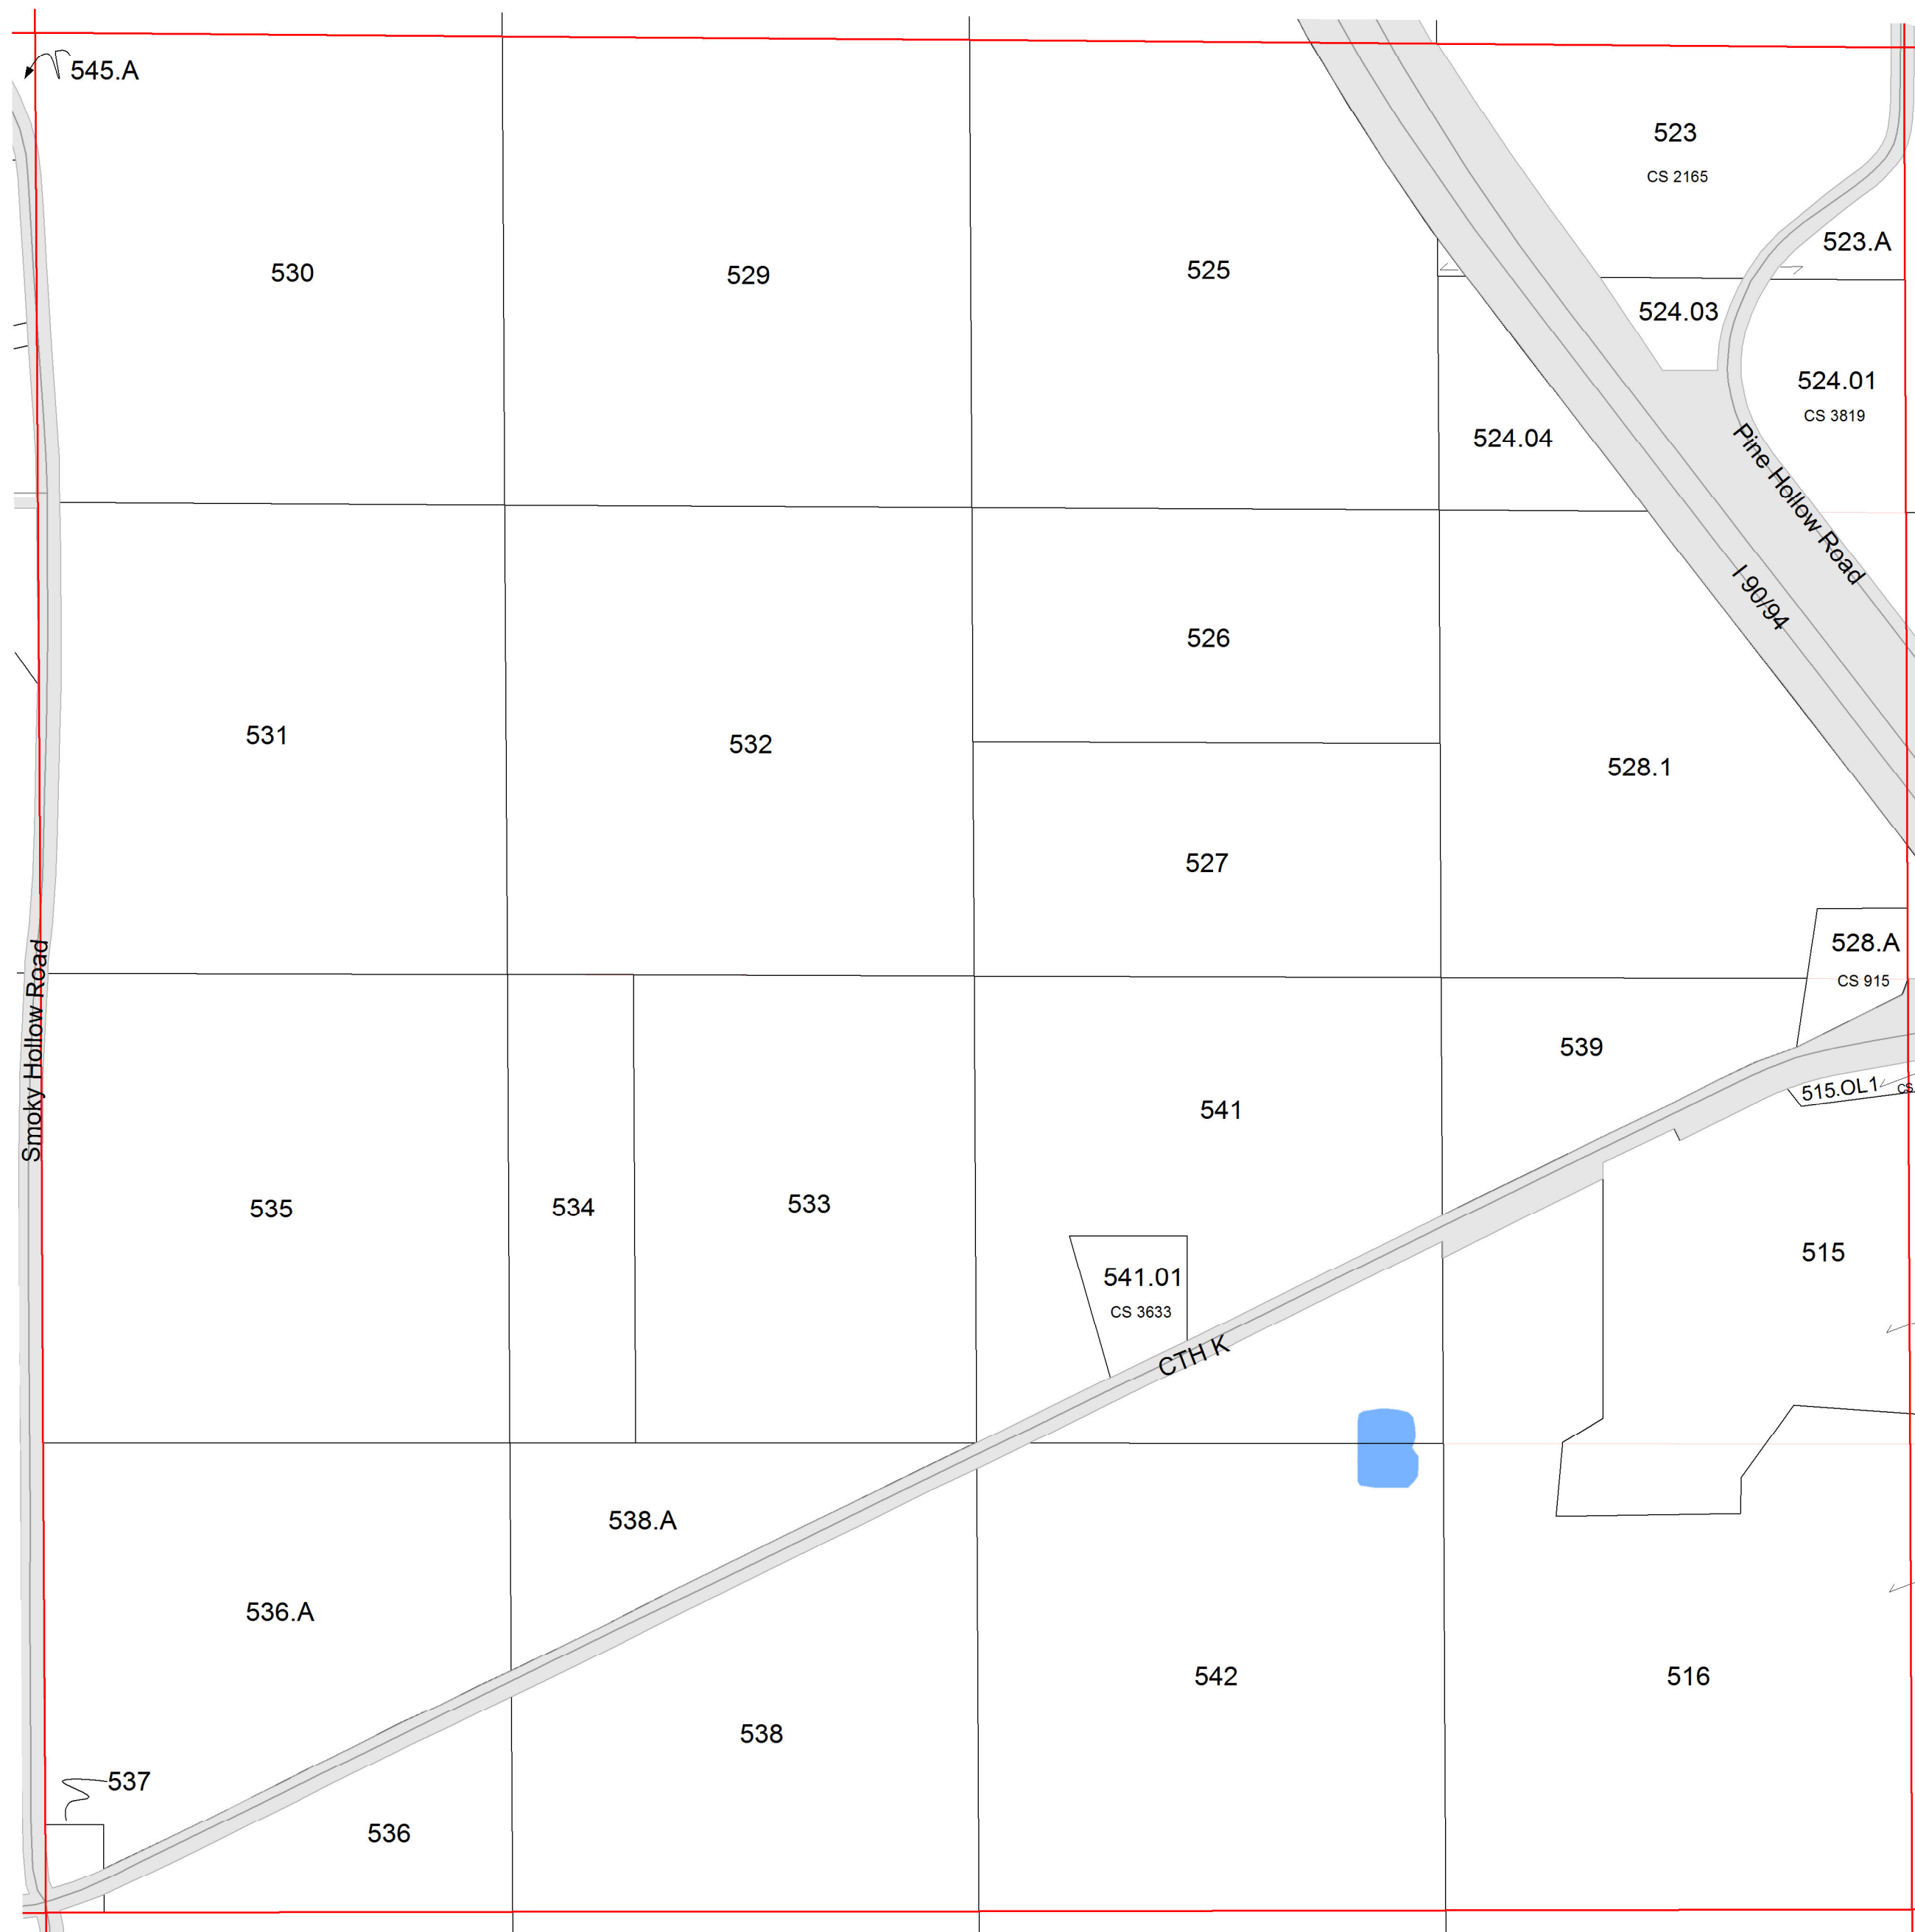 545.A
523
CS 2165
523.A
530
529
525
524.03
524.01
CS 3819
524.04
Pine Hollow Road
I 90/94
526
531
532
528.1
527
528.A
CS 915
Smoky Hollow Road
539
515.OL1
CS
541
535
534
533
515
541.01
CS 3633
CTH K
538.A
536.A
542
516
538
537
536